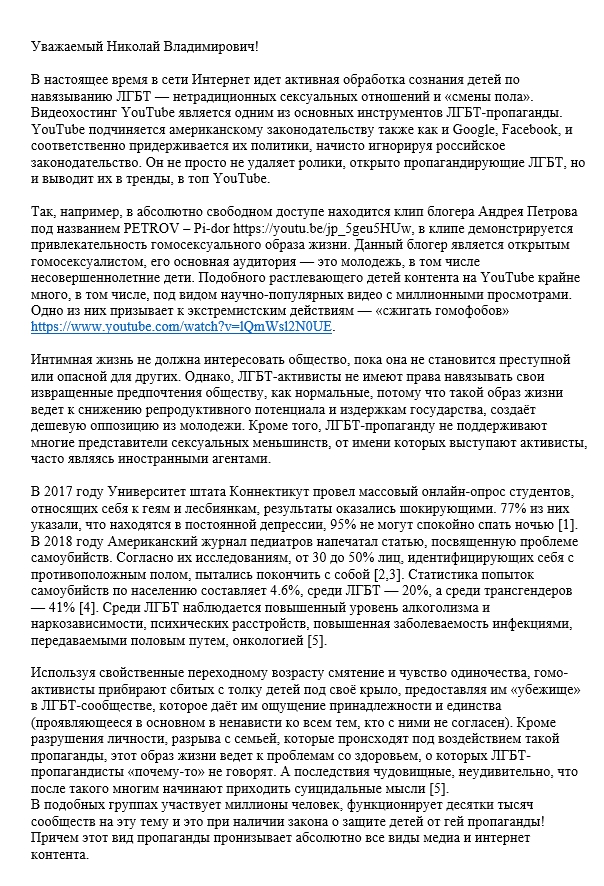 Уважаемый Николай Владимирович!
В настоящее время в сети Интернет идет активная обработка сознания детей по
навязыванию ЛГБТ — нетрадиционных сексуальных отношений и «смены пола».
Видеохостинг YouTube является одним из основных инструментов ЛГБТ-пропаганды.
YouTube подчиняется американскому законодательству также как и Google, Facebook, и
соответственно придерживается их политики, начисто игнорируя российское
законодательство. Он не просто не удаляет ролики, открыто пропагандирующие ЛГБТ, но
и выводит их в тренды, в топ YouTube.
Так, например, в абсолютно свободном доступе находится клип блогера Андрея Петрова
под названием PETROV – Pi-dor https://youtu.be/jp_5geu5HUw, в клипе демонстрируется
привлекательность гомосексуального образа жизни. Данный блогер является открытым
гомосексуалистом, его основная аудитория — это молодежь, в том числе
несовершеннолетние дети. Подобного растлевающего детей контента на YouTube крайне
много, в том числе, под видом научно-популярных видео с миллионными просмотрами.
Одно из них призывает к экстремистским действиям — «сжигать гомофобов»
https://www.youtube.com/watch?v=lQmWsl2N0UE.
Интимная жизнь не должна интересовать общество, пока она не становится преступной
или опасной для других. Однако, ЛГБТ-активисты не имеют права навязывать свои
извращенные предпочтения обществу, как нормальные, потому что такой образ жизни
ведет к снижению репродуктивного потенциала и издержкам государства, создаёт
дешевую оппозицию из молодежи. Кроме того, ЛГБТ-пропаганду не поддерживают
многие представители сексуальных меньшинств, от имени которых выступают активисты,
часто являясь иностранными агентами.
В 2017 году Университет штата Коннектикут провел массовый онлайн-опрос студентов,
относящих себя к геям и лесбиянкам, результаты оказались шокирующими. 77% из них
указали, что находятся в постоянной депрессии, 95% не могут спокойно спать ночью [1].
В 2018 году Американский журнал педиатров напечатал статью, посвященную проблеме
самоубийств. Согласно их исследованиям, от 30 до 50% лиц, идентифицирующих себя с
противоположным полом, пытались покончить с собой [2,3]. Статистика попыток
самоубийств по населению составляет 4.6%, среди ЛГБТ — 20%, а среди трансгендеров
— 41% [4]. Среди ЛГБТ наблюдается повышенный уровень алкоголизма и
наркозависимости, психических расстройств, повышенная заболеваемость инфекциями,
передаваемыми половым путем, онкологией [5].
Используя свойственные переходному возрасту смятение и чувство одиночества, гомо-
активисты прибирают сбитых с толку детей под своё крыло, предоставляя им «убежище»
в ЛГБТ-сообществе, которое даёт им ощущение принадлежности и единства
(проявляющееся в основном в ненависти ко всем тем, кто с ними не согласен). Кроме
разрушения личности, разрыва с семьей, которые происходят под воздействием такой
пропаганды, этот образ жизни ведет к проблемам со здоровьем, о которых ЛГБТ-
пропагандисты «почему-то» не говорят. А последствия чудовищные, неудивительно, что
после такого многим начинают приходить суицидальные мысли [5].
В подобных группах участвует миллионы человек, функционирует десятки тысяч
сообществ на эту тему и это при наличии закона о защите детей от гей пропаганды!
Причем этот вид пропаганды пронизывает абсолютно все виды медиа и интернет
контента.